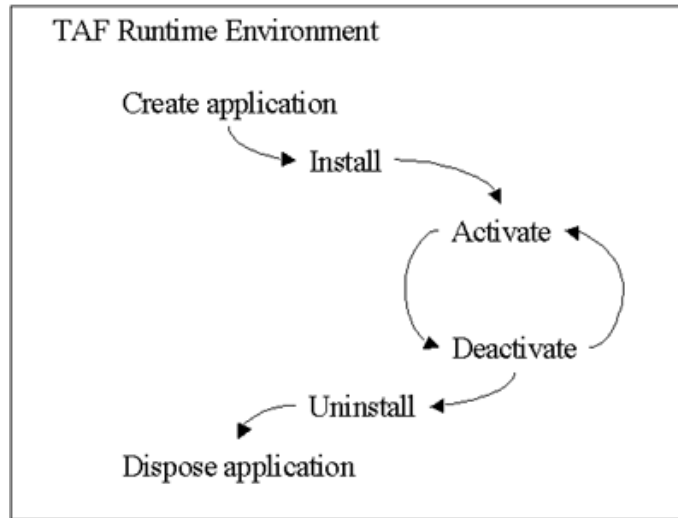 TAF Runtime Environment
Create application
Install
Activate
Deactivate
Uninstall
Dispose application